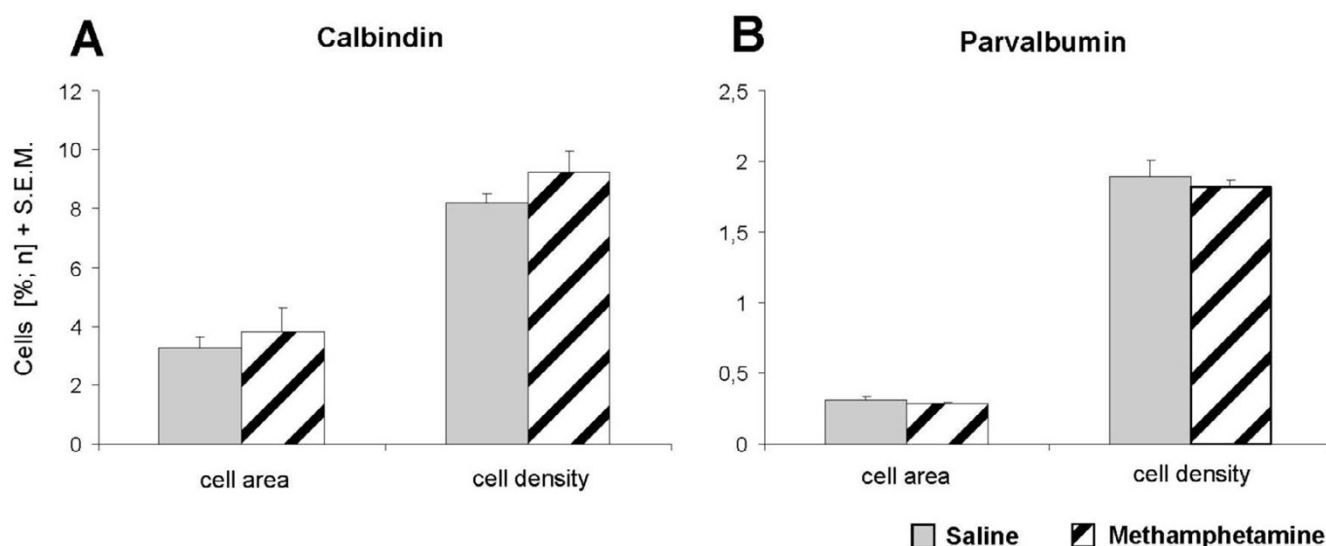 A
Calbindin
Cells [%; n] + S.E.M.
12
10
8
6
4
2
0
cell area
cell density
B
Parvalbumin
2,5
2
1,5
1
0,5
0
cell area
cell density
Saline
Methamphetamine